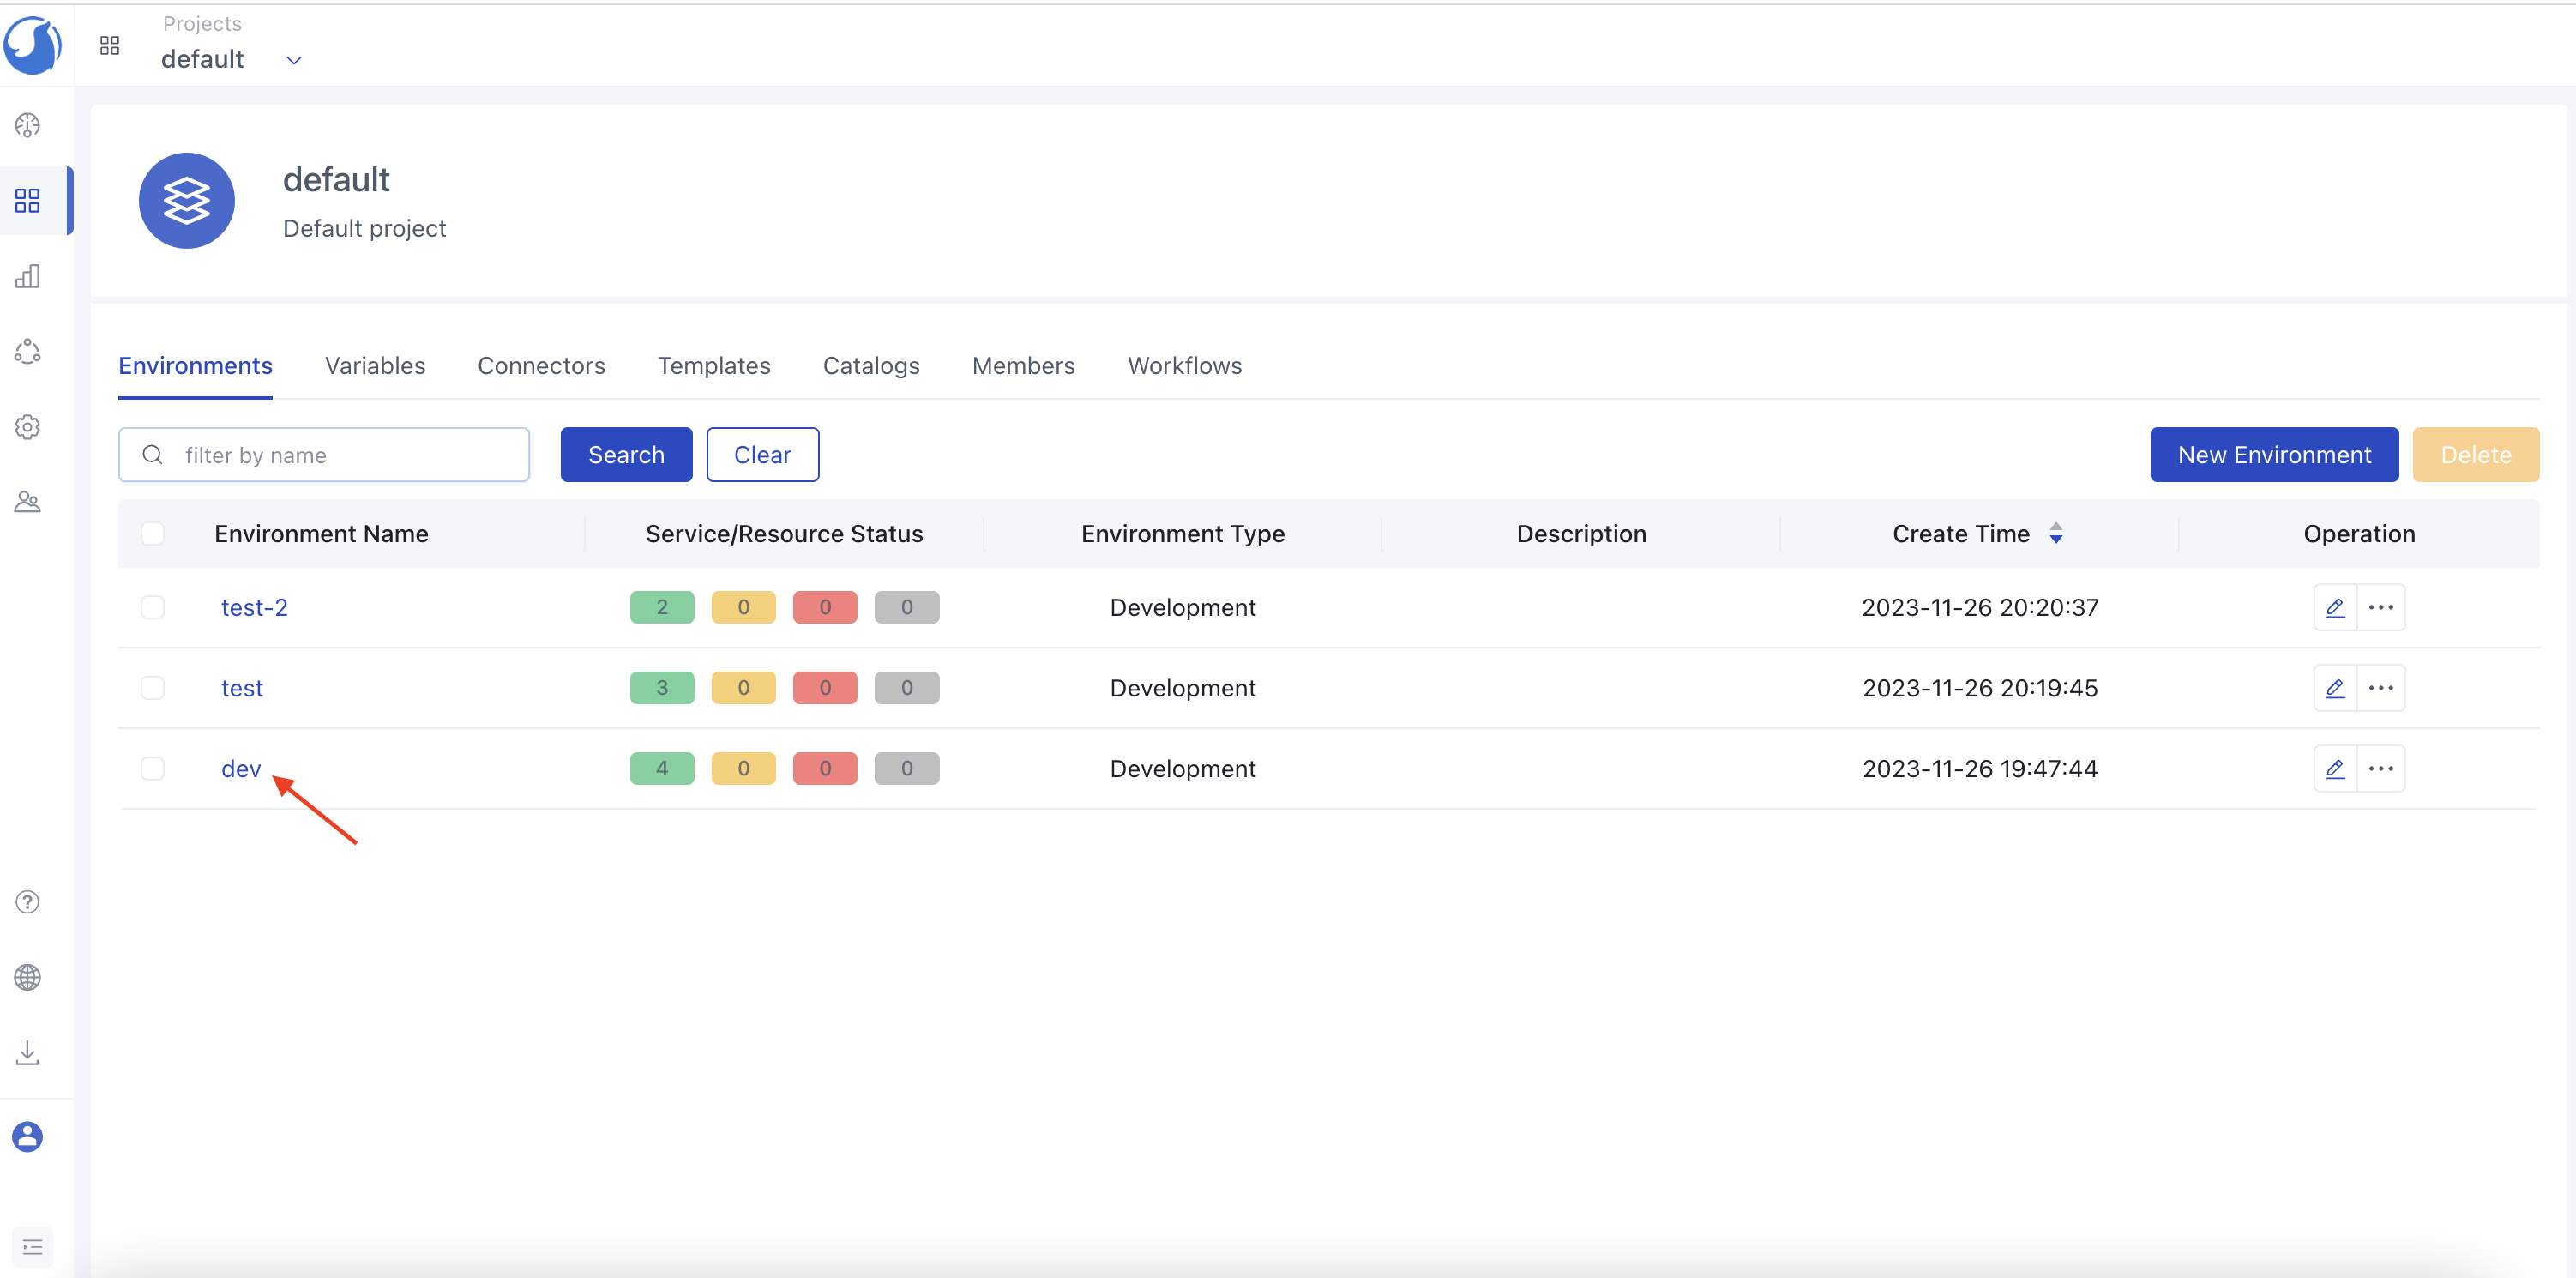 Projects
default
default
Default project
Environments Variables Connectors Templates Catalogs Members Workflows
filter by name Search Clear New Environment Delete
Environment Name Service/Resource Status Environment Type Description Create Time Operation
test-2 2 0 0 0 Development 2023-11-26 20:20:37
test 3 0 0 0 Development 2023-11-26 20:19:45
dev 4 0 0 0 Development 2023-11-26 19:47:44